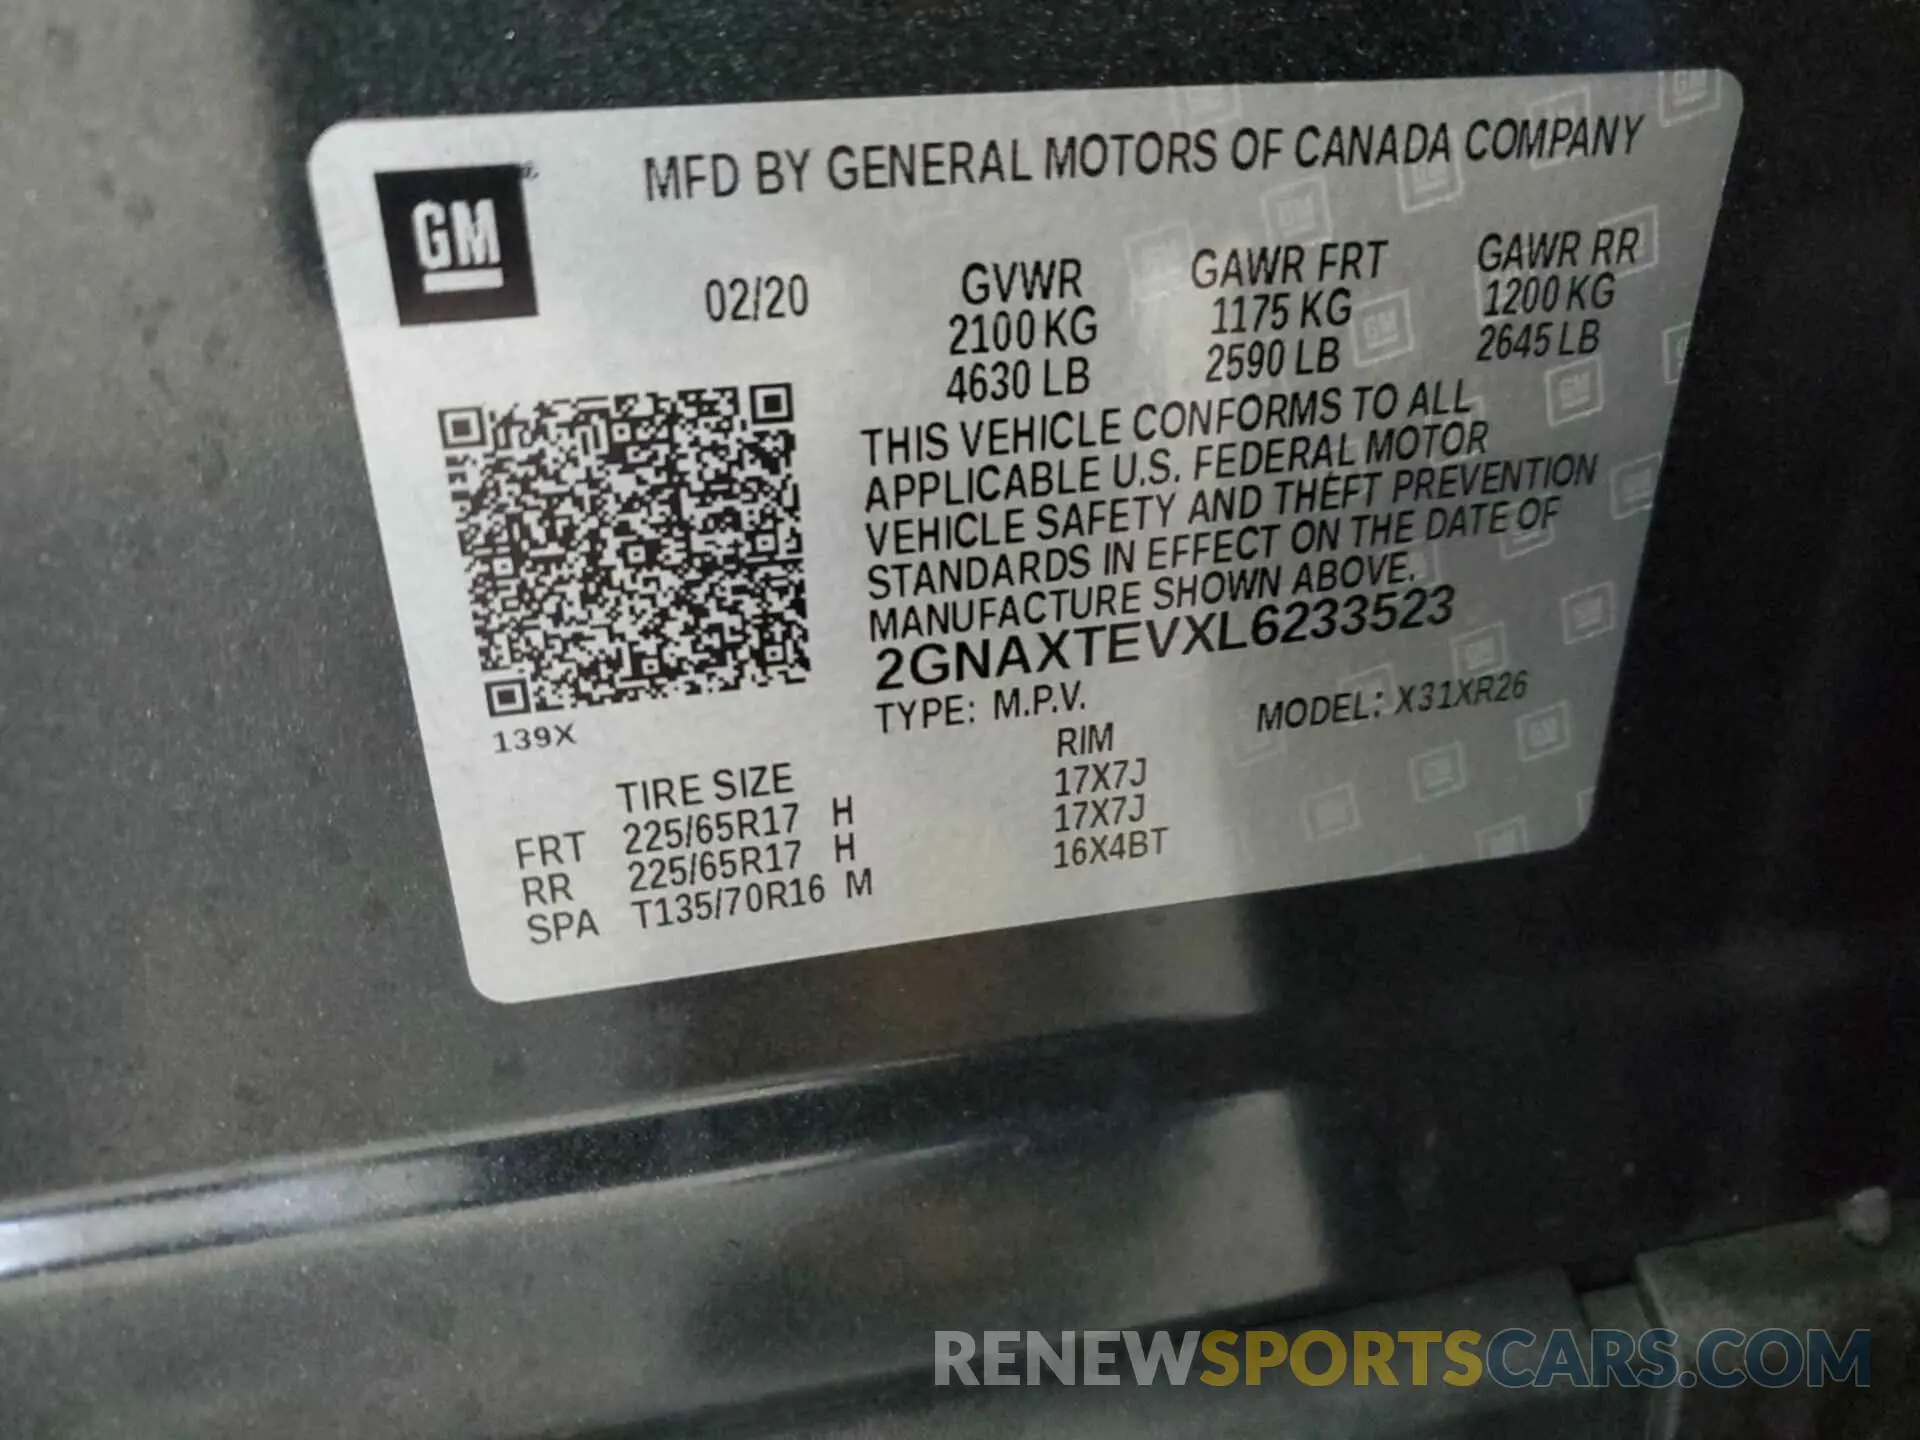 MFD BY GENERAL MOTORS OF CANADA COMPANY
GM
02/20
GVWR
2100 KG
4630 LB
GAWR FRT
1175 KG
2590 LB
GAWR RR
1200 KG
2645 LB
THIS VEHICLE CONFORMS TO ALL
APPLICABLE U.S. FEDERAL MOTOR
VEHICLE SAFETY AND THEFT PREVENTION
STANDARDS IN EFFECT ON THE DATE OF
MANUFACTURE SHOWN ABOVE.
2GNAXTEVXL6233523
TYPE: M.P.V. MODEL: X31XR26
139X
TIRE SIZE RIM
FRT 225/65R17 H 17X7J
RR 225/65R17 H 17X7J
SPA T135/70R16 M 16X4BT
RENEWSPORTSCARS.COM